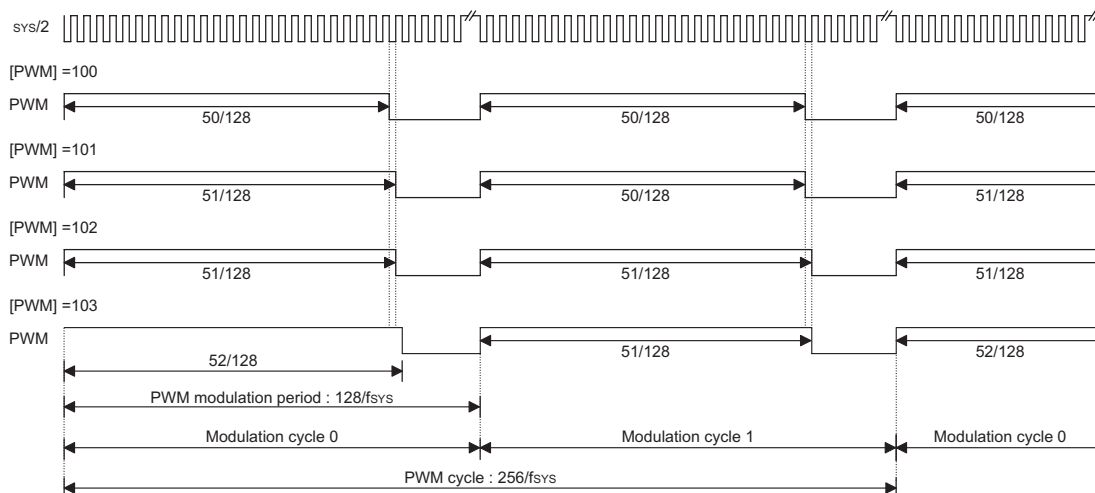 SYS/2
[PWM] =100
PWM
50/128
50/128
50/128
[PWM] =101
PWM
51/128
50/128
51/128
[PWM] =102
PWM
51/128
51/128
51/128
[PWM] =103
PWM
52/128
51/128
52/128
PWM modulation period : 128/fSYS
Modulation cycle 0
Modulation cycle 1
Modulation cycle 0
PWM cycle : 256/fSYS